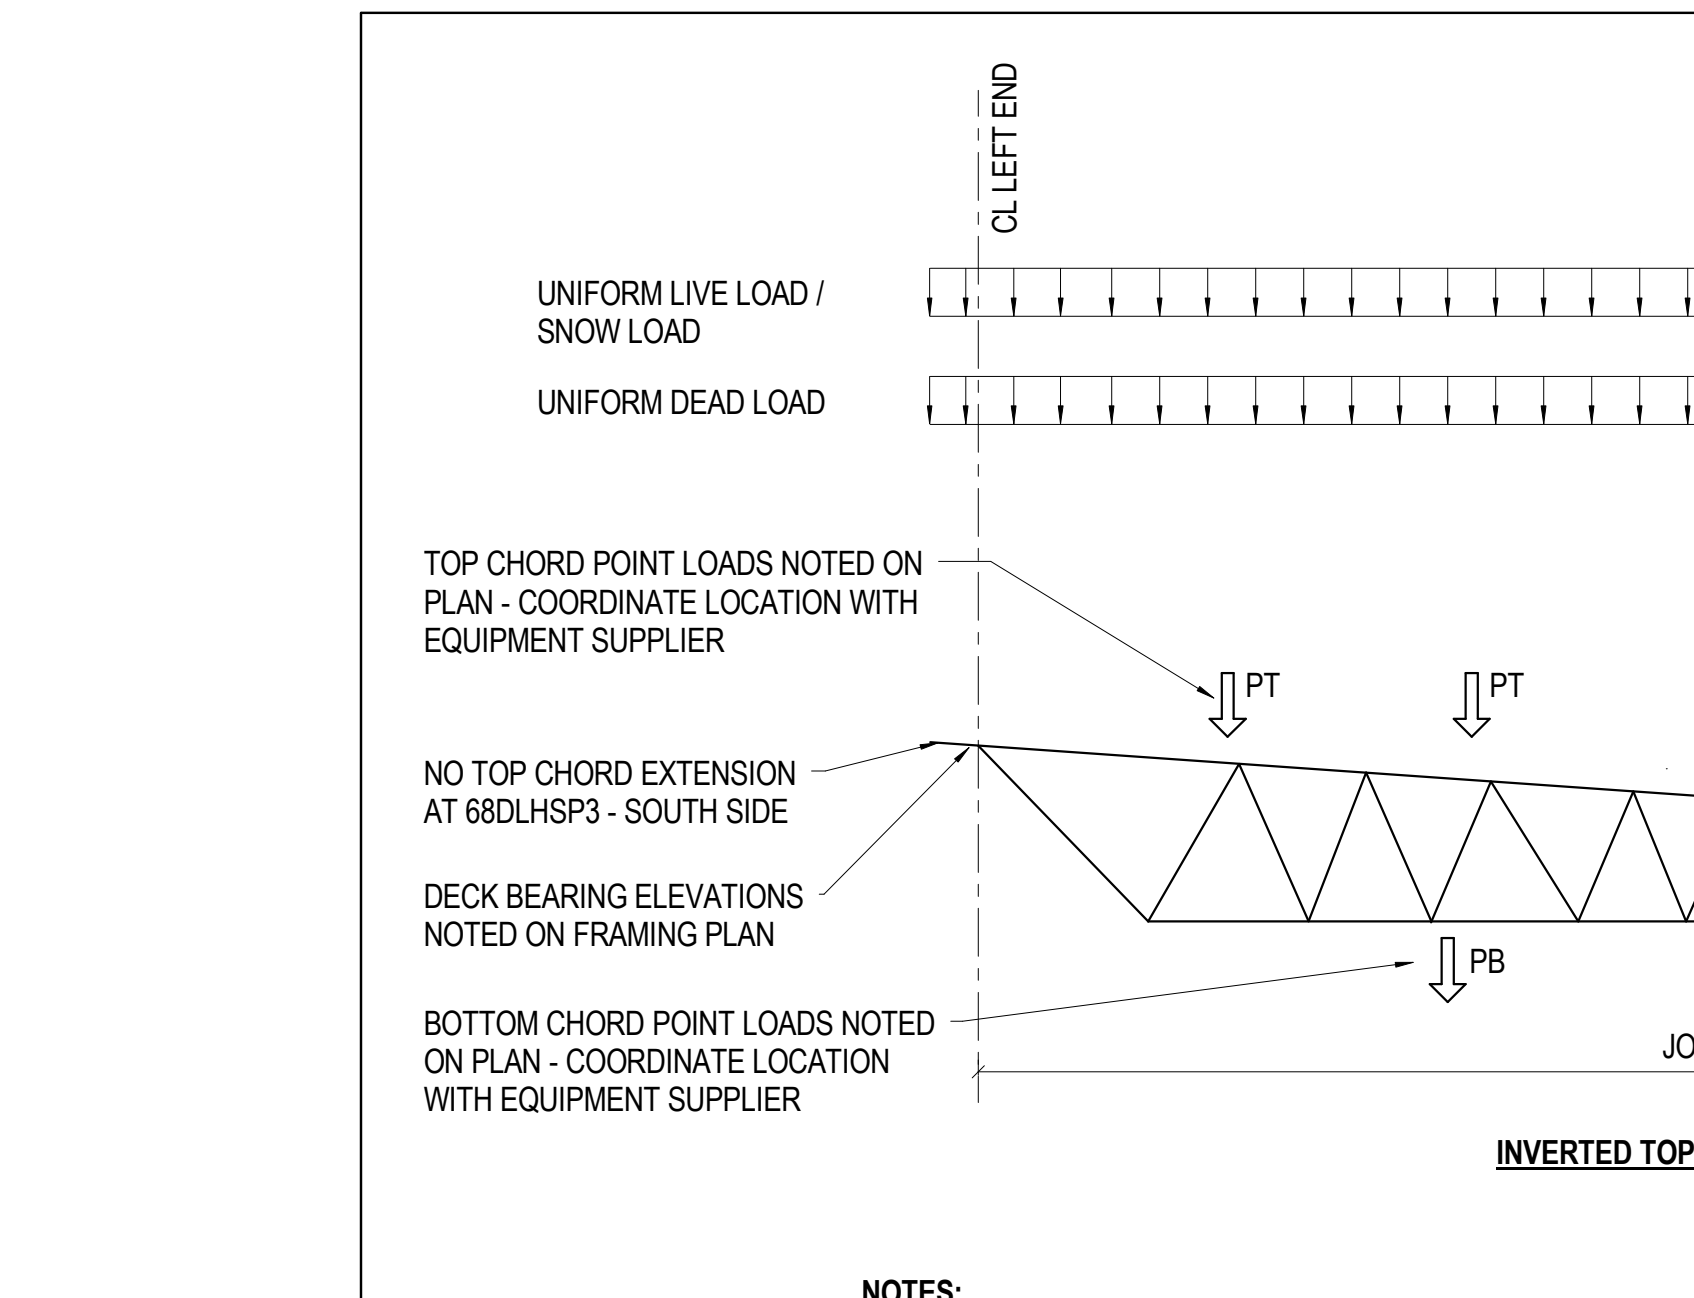 CL LEFT END
UNIFORM LIVE LOAD /
SNOW LOAD
UNIFORM DEAD LOAD
TOP CHORD POINT LOADS NOTED ON
PLAN - COORDINATE LOCATION WITH
EQUIPMENT SUPPLIER
PT
PT
NO TOP CHORD EXTENSION
AT 68DLHSP3 - SOUTH SIDE
DECK BEARING ELEVATIONS
NOTED ON FRAMING PLAN
PB
BOTTOM CHORD POINT LOADS NOTED
ON PLAN - COORDINATE LOCATION
WITH EQUIPMENT SUPPLIER
JO
INVERTED TOP
NOTES: